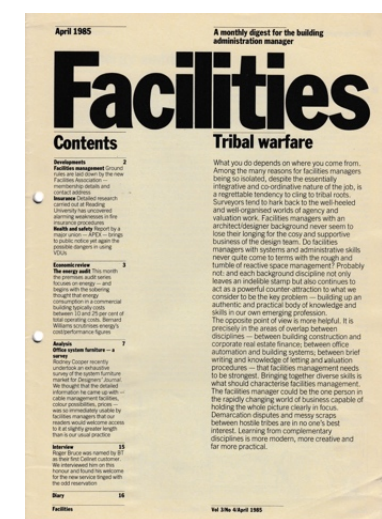 April 1985
A monthly digest for the building
administration manager
Facilities
Contents
Developments 2
Facilities management Ground
rules are laid down by the new
Facilities Association —
membership details and
contact address
Insurance Detailed research
carried out at Reading
University has uncovered
alarming weaknesses in fire
insurance procedures
Health and safety Report by a
major union — APEX — brings
to public notice yet again the
possible dangers in using
VDUs
Economic review 3
The energy audit This month
the premises audit series
focuses on energy — and
begins with the sobering
thought that energy
consumption in a commercial
building typically costs
between 10 and 25 per cent of
total operating costs. Bernard
Williams scrutinises energy's
cost/performance figures
Analysis 7
Office system furniture — a
survey
Rodney Cooper recently
undertook an exhaustive
survey of the system furniture
market for Designers' Journal.
We thought that the detailed
information he came up with —
cable management facilities,
colour possibilities, prices —
was so immediately usable by
facilities managers that our
readers would welcome access
to it at slightly greater length
than is our usual practice
Interview 15
Roger Bruce was named by BT
as their first Cellnet customer.
We interviewed him on this
honour and found his welcome
for the new service tinged with
the odd reservation
Diary 16
Tribal warfare
What you do depends on where you come from.
Among the many reasons for facilities managers
being so isolated, despite the essentially
integrative and co-ordinative nature of the job, is
a regrettable tendency to cling to tribal roots.
Surveyors tend to hark back to the well-heeled
and well-organised worlds of agency and
valuation work. Facilities managers with an
architect/designer background never seem to
lose their longing for the cosy and supportive
business of the design team. Do facilities
managers with systems and administrative skills
never quite come to terms with the rough and
tumble of reactive space management? Probably
not: and each background discipline not only
leaves an indelible stamp but also continues to
act as a powerful counter-attraction to what we
consider to be the key problem — building up an
authentic and practical body of knowledge and
skills in our own emerging profession.
The opposite point of view is more helpful. It is
precisely in the areas of overlap between
disciplines — between building construction and
corporate real estate finance; between office
automation and building systems; between brief
writing and knowledge of letting and valuation
procedures — that facilities management needs
to be strongest. Bringing together diverse skills is
what should characterise facilities management.
The facilities manager could be the one person in
the rapidly changing world of business capable of
holding the whole picture clearly in focus.
Demarcation disputes and messy scraps
between hostile tribes are in no one's best
interest. Learning from complementary
disciplines is more modern, more creative and
far more practical.
Facilities
Vol 3/No 4/April 1985